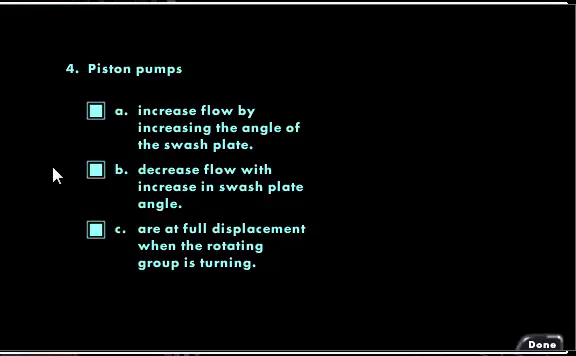 4. Piston pumps
a. increase flow by
increasing the angle of
the swash plate.
b. decrease flow with
increase in swash plate
angle.
c. are at full displacement
when the rotating
group is turning.
Done